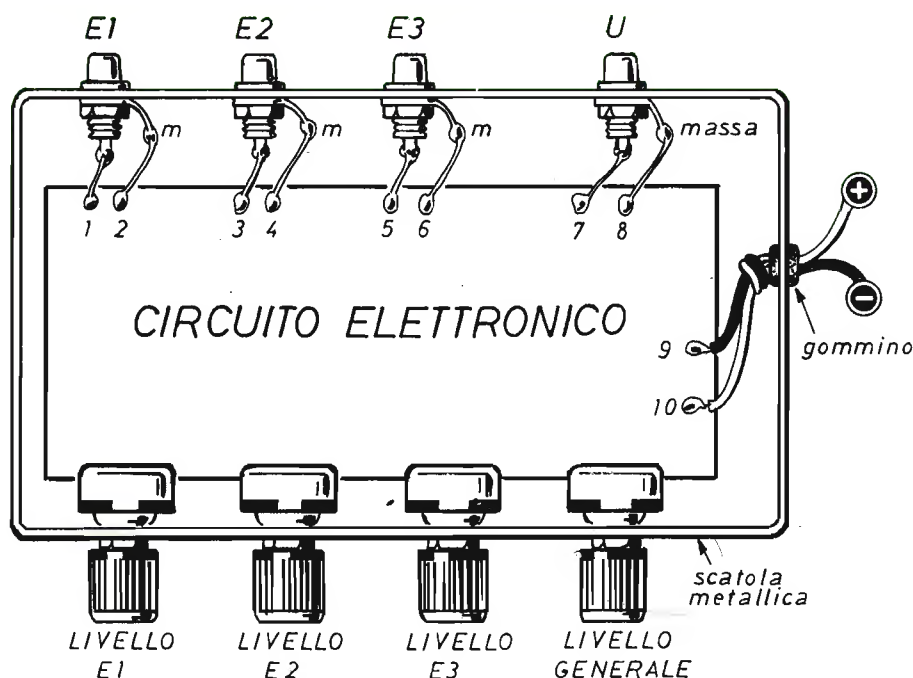 E1 E2 E3 U
m m m massa
1 2 3 4 5 6 7 8
+
−
CIRCUITO ELETTRONICO
9
gommino
10
scatola
metallica
LIVELLO LIVELLO LIVELLO LIVELLO
E1 E2 E3 GENERALE